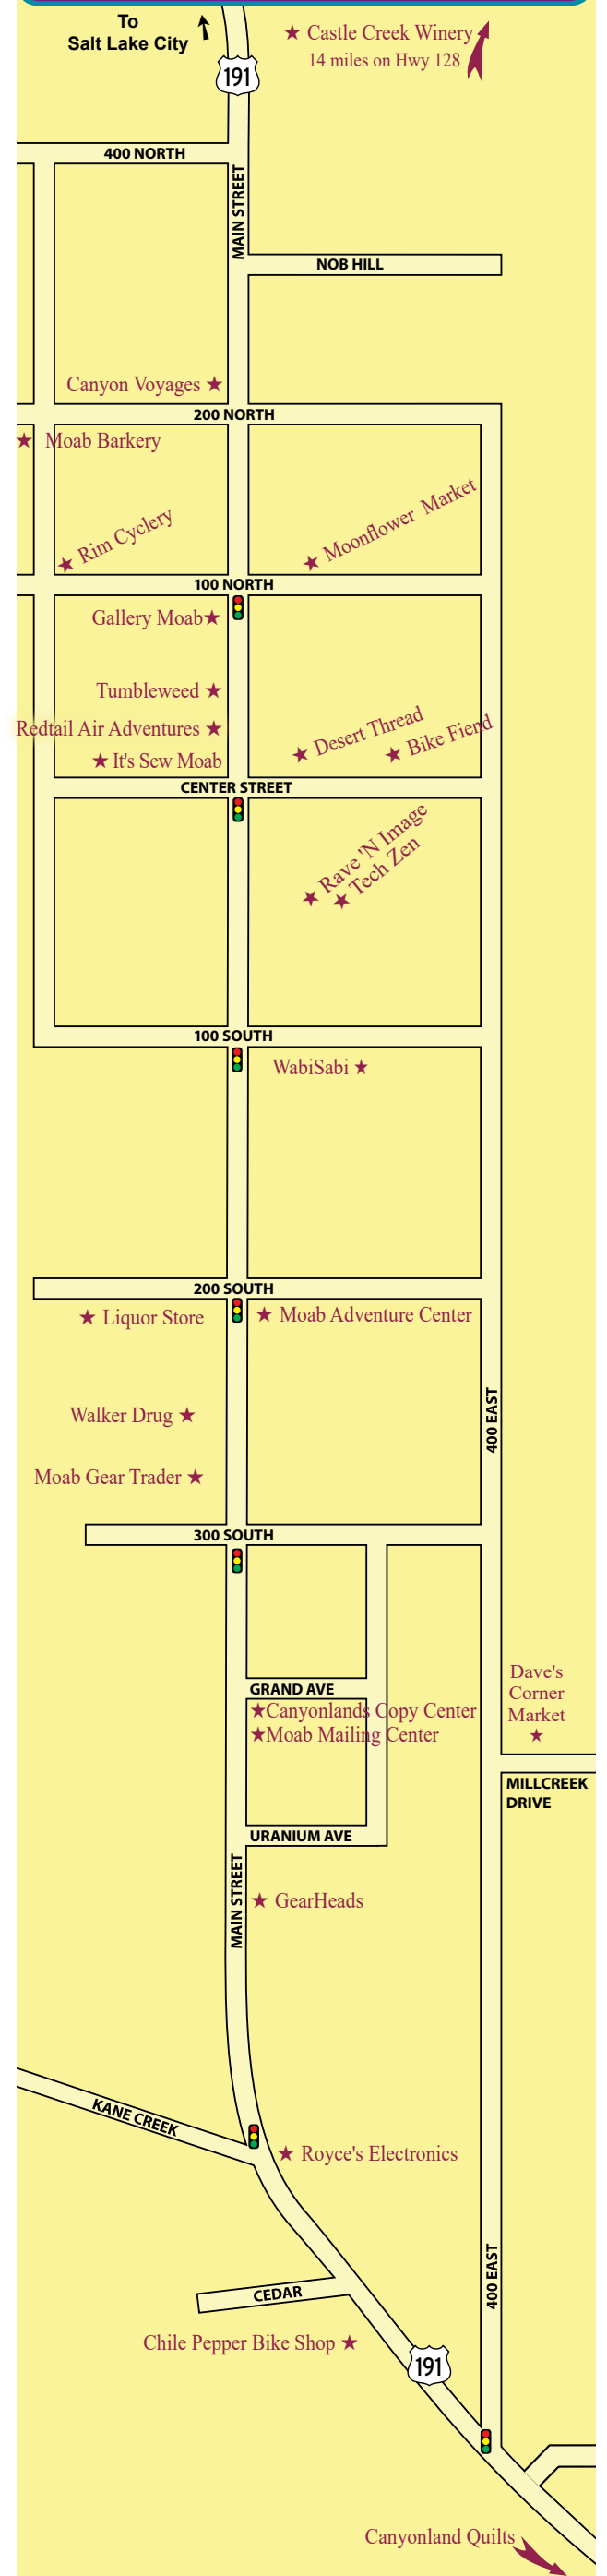 To
Salt Lake City
★ Castle Creek Winery
14 miles on Hwy 128
191
400 NORTH
MAIN STREET
NOB HILL
Canyon Voyages ★
200 NORTH
★ Moab Barkery
★ Rim Cyclery
★ Moonflower Market
100 NORTH
Gallery Moab★
Tumbleweed ★
Redtail Air Adventures ★
★ Desert Thread
★ Bike Fiend
★ It's Sew Moab
CENTER STREET
★ Rave 'N Image
★ Tech Zen
100 SOUTH
WabiSabi ★
200 SOUTH
★ Liquor Store
★ Moab Adventure Center
Walker Drug ★
400 EAST
Moab Gear Trader ★
300 SOUTH
GRAND AVE
★Canyonlands Copy Center
★Moab Mailing Center
Dave's
Corner
Market
★
MILLCREEK
DRIVE
URANIUM AVE
MAIN STREET
★ GearHeads
KANE CREEK
★ Royce's Electronics
400 EAST
CEDAR
Chile Pepper Bike Shop ★
191
Canyonland Quilts